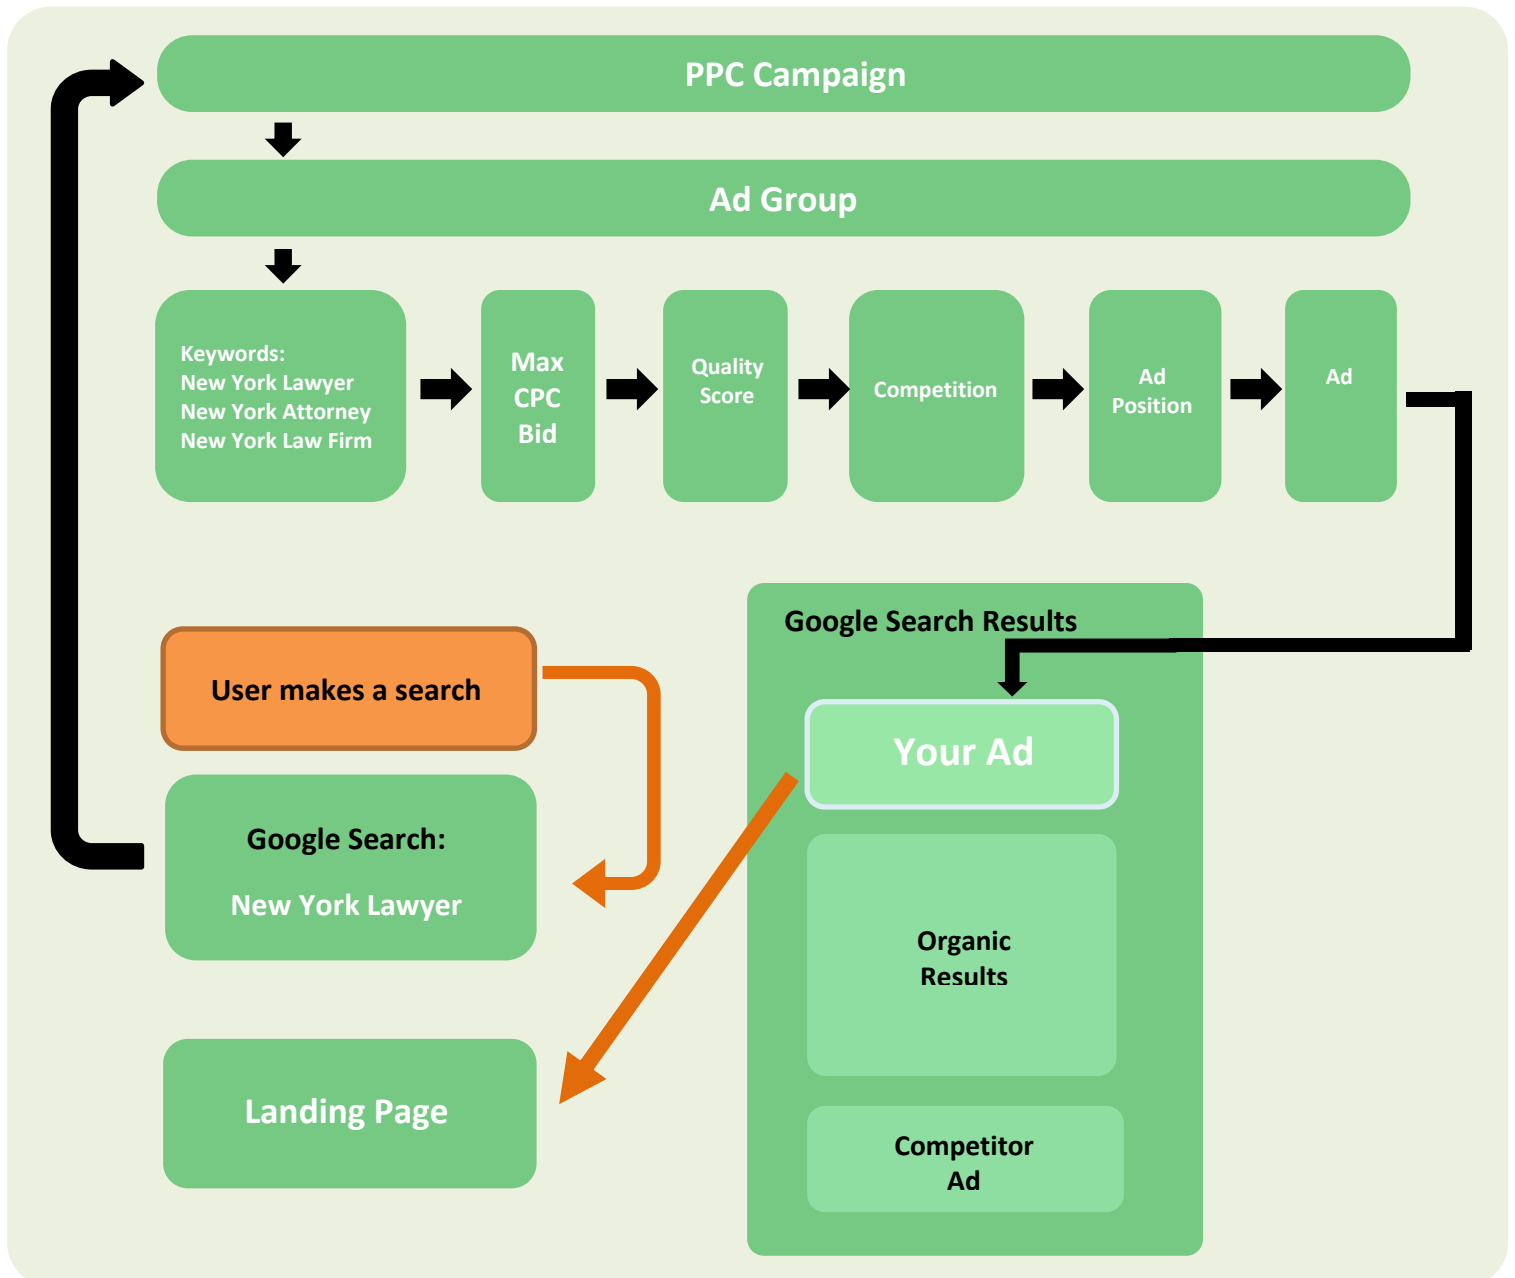 PPC Campaign
Ad Group
Keywords:
New York Lawyer
New York Attorney
New York Law Firm
Max
CPC
Bid
Quality
Score
Competition
Ad
Position
Ad
Google Search Results
User makes a search
Your Ad
Google Search:
New York Lawyer
Organic
Results
Landing Page
Competitor
Ad